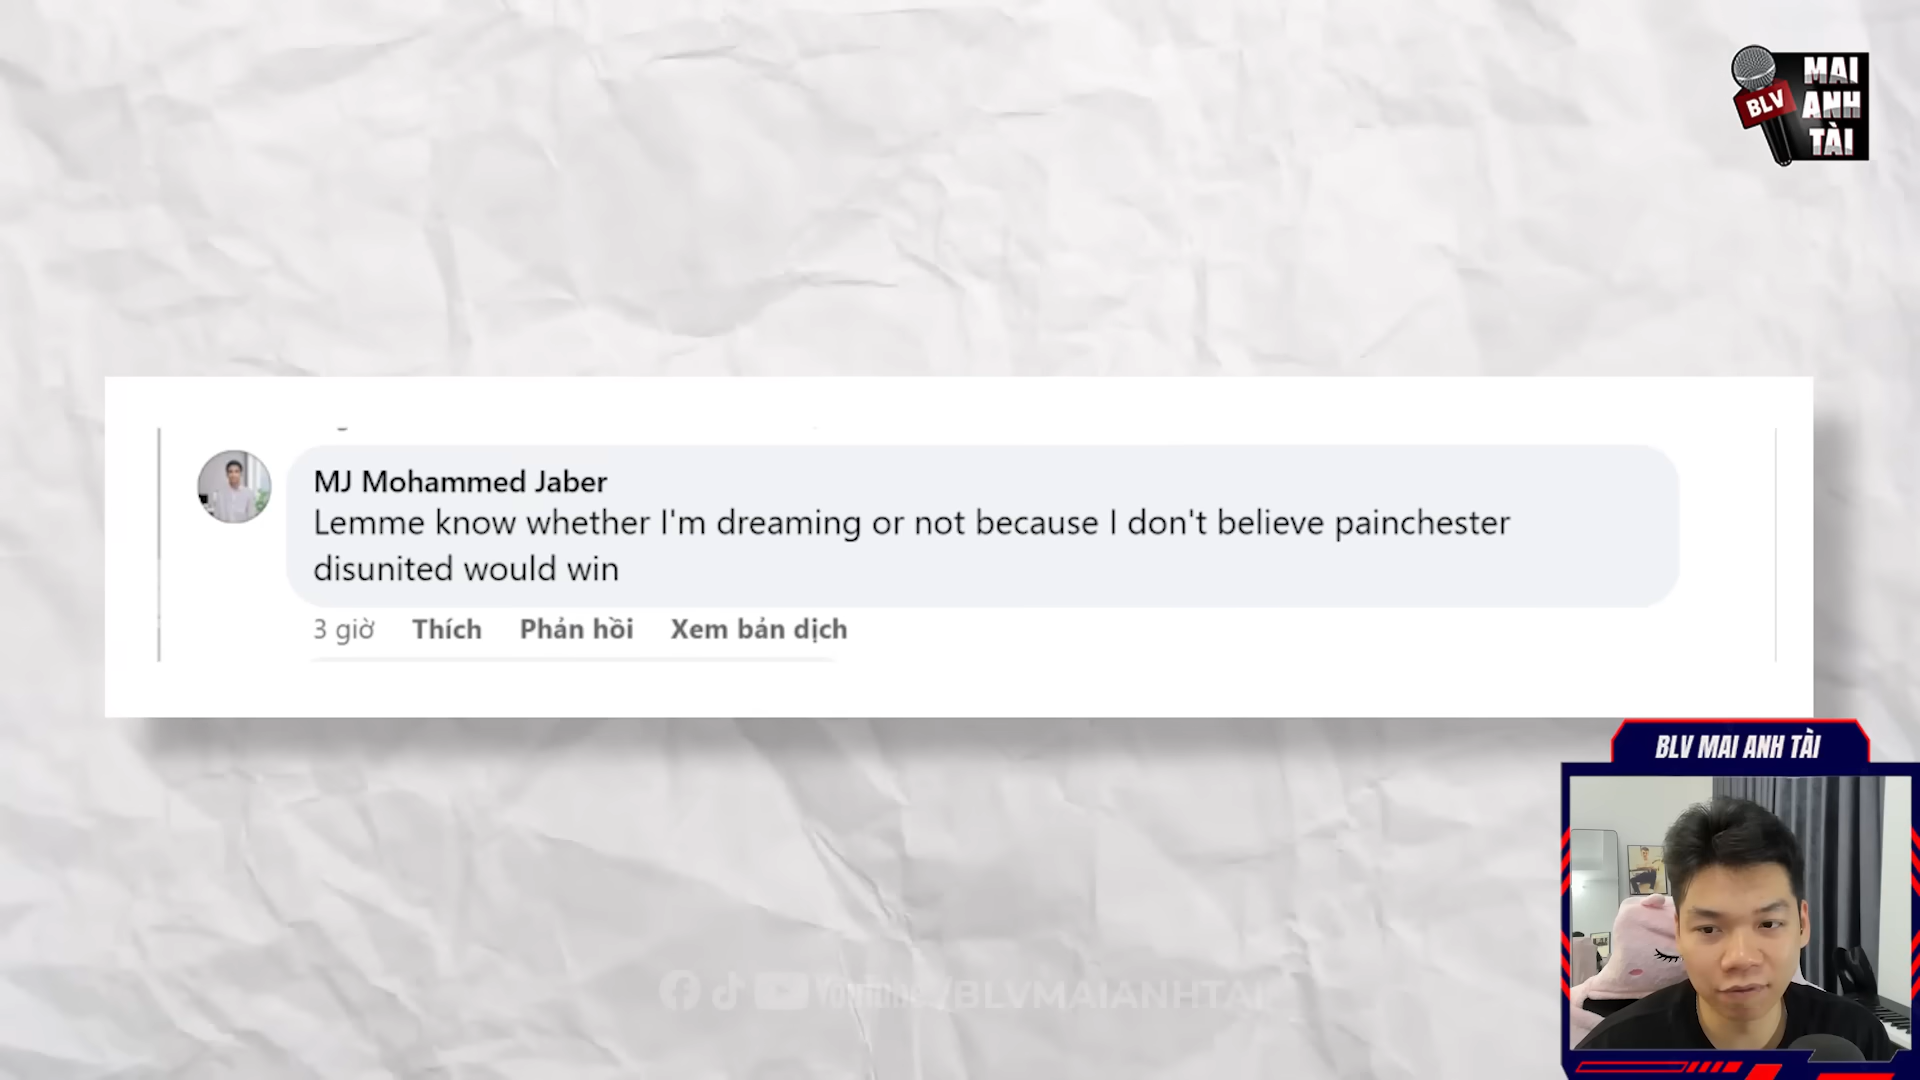 MAI
BLV
ANH
TÀI
MJ Mohammed Jaber
Lemme know whether I'm dreaming or not because I don't believe painchester
disunited would win
3 giờ Thích Phản hồi Xem bản dịch
BLV MAI ANH TÀI
/BLVMAIANHTAI